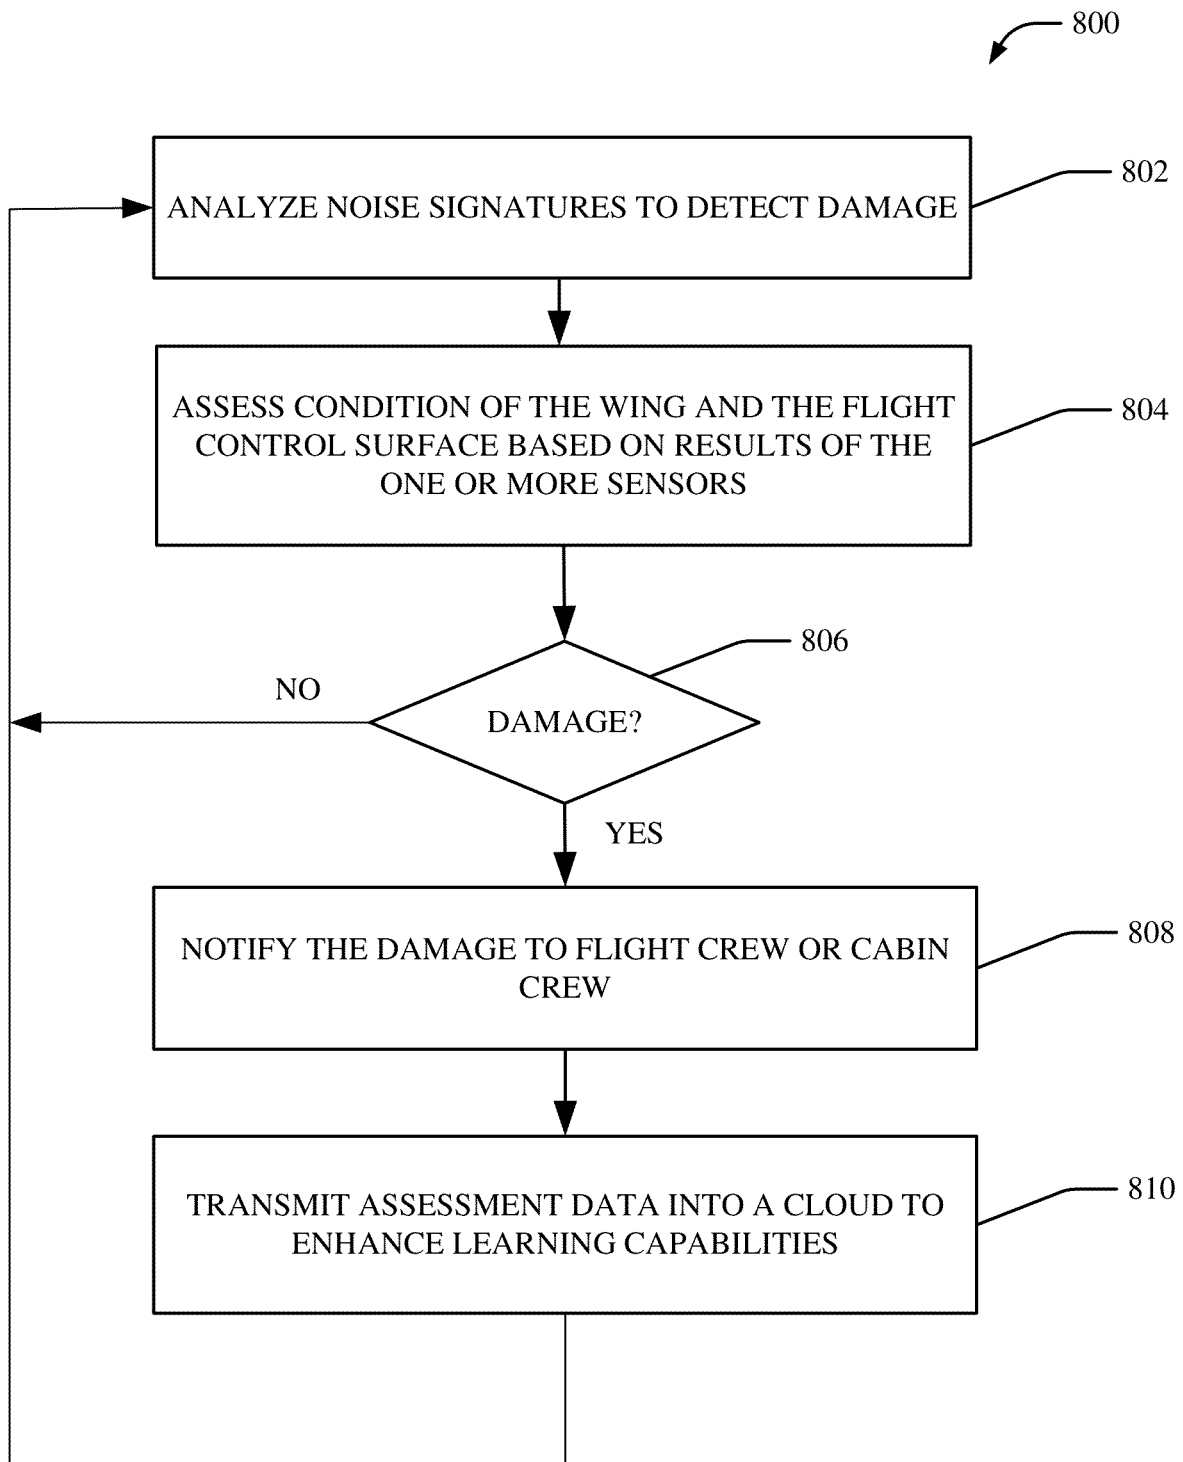 800
ANALYZE NOISE SIGNATURES TO DETECT DAMAGE
802
ASSESS CONDITION OF THE WING AND THE FLIGHT
CONTROL SURFACE BASED ON RESULTS OF THE
ONE OR MORE SENSORS
804
806
DAMAGE?
NO
YES
NOTIFY THE DAMAGE TO FLIGHT CREW OR CABIN
CREW
808
TRANSMIT ASSESSMENT DATA INTO A CLOUD TO
ENHANCE LEARNING CAPABILITIES
810